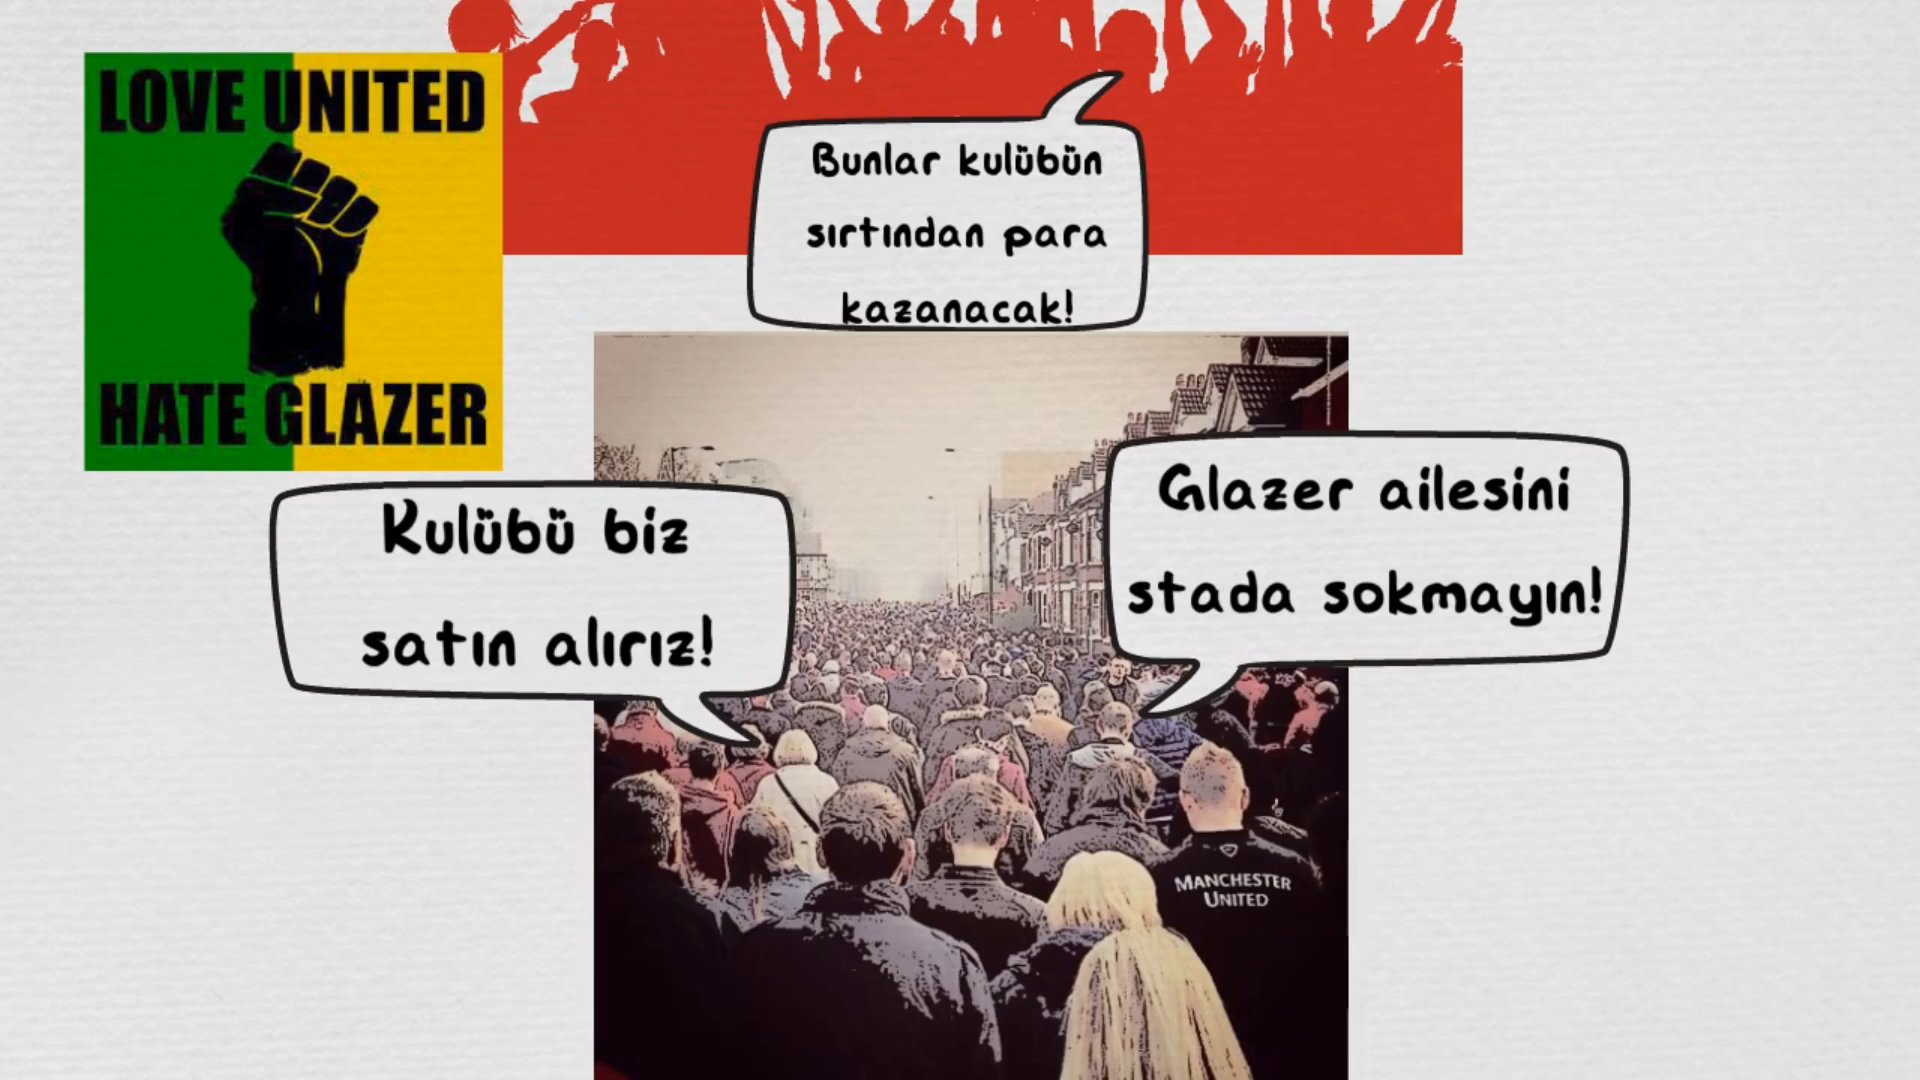 LOVE UNITED
HATE GLAZER
Bunlar kulübün
sırtından para
kazanacak!
Kulübü biz
satın alırız!
Glazer ailesini
stada sokmayın!
MANCHESTER
UNITED